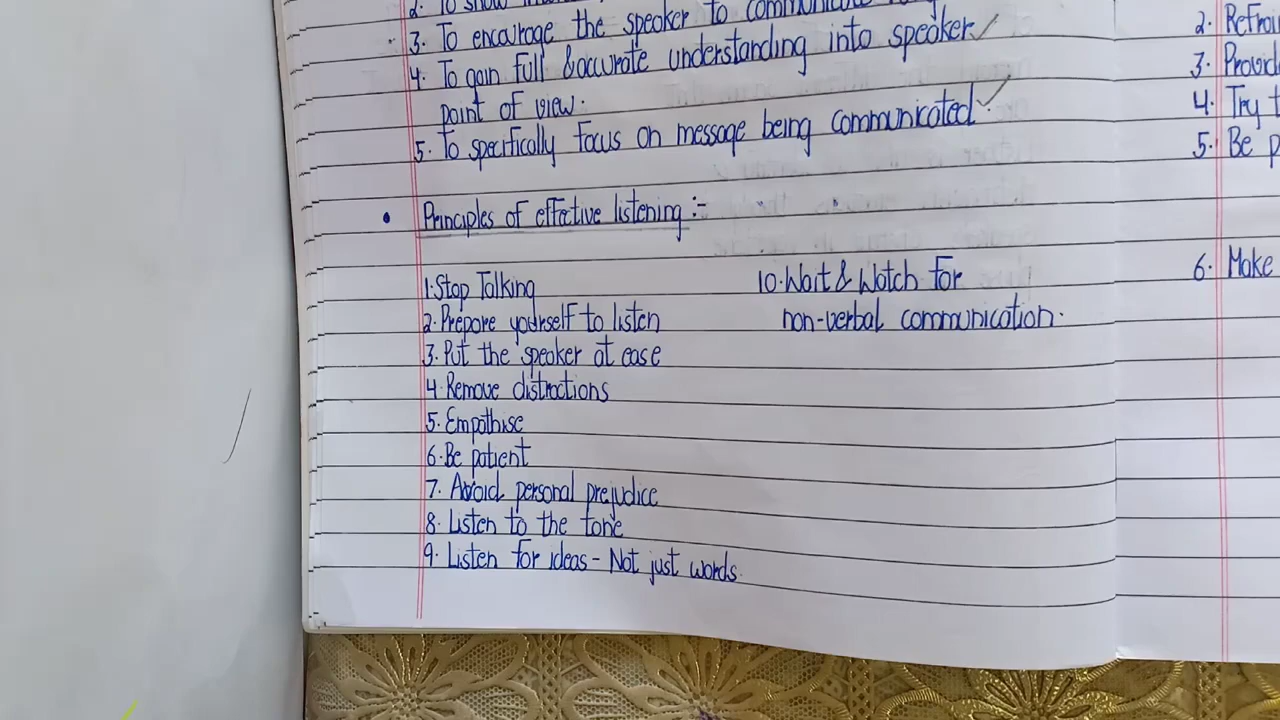 2. To show
3. To encourage the speaker to communicate
4. To gain full & accurate understanding into speaker
point of view.
5. To specifically focus on message being communicated
• Principles of effective listening :-
1. Stop Talking
2. Prepare yourself to listen
3. Put the speaker at ease
4. Remove distractions
5. Empathise
6. Be patient
7. Avoid personal prejudice
8. Listen to the tone
9. Listen for ideas - Not just words.
10. Wait & Watch for
non-verbal communication.
2.
3.
4. Try
5. Be
6. Make